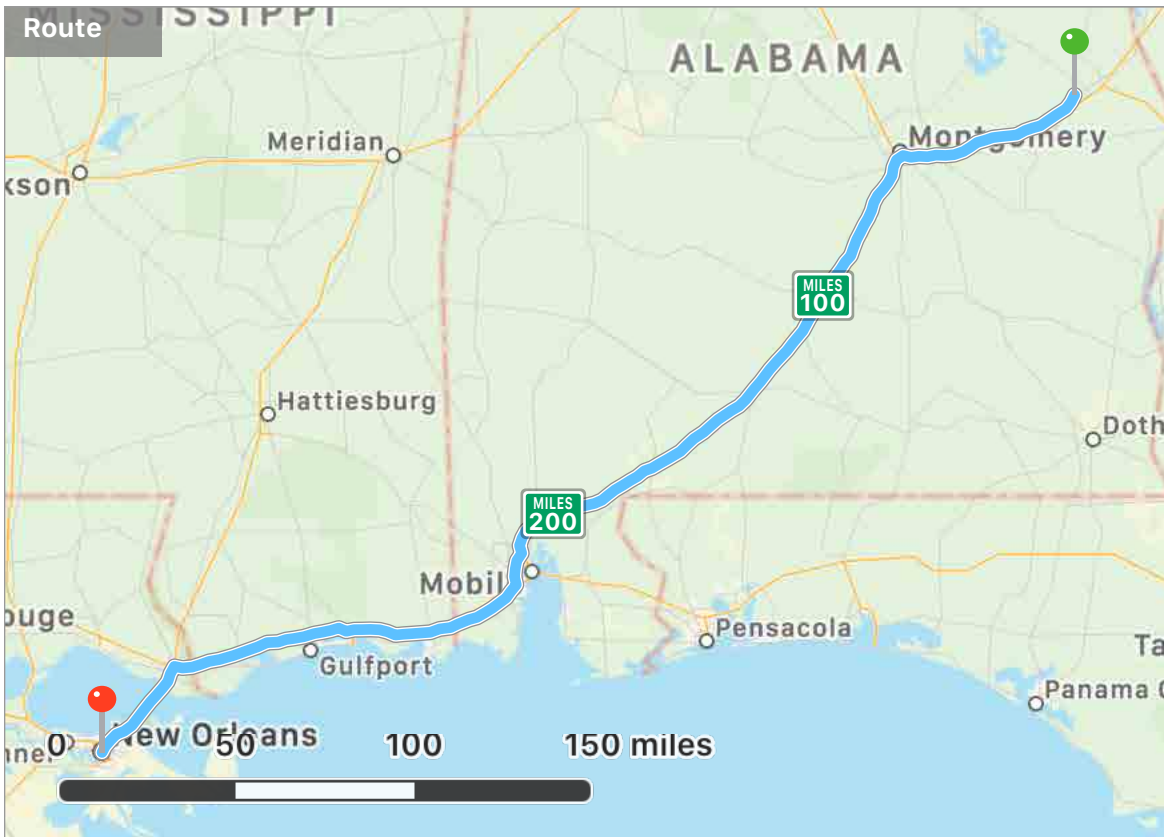 MISSISSIPPI
Route
ALABAMA
Meridian
Montgomery
kson
MILES
100
Hattiesburg
Doth
MILES
200
Mobil
ouge
Pensacola
Ta
Gulfport
Panama C
New Orleans
nner
0 50 100 150 miles